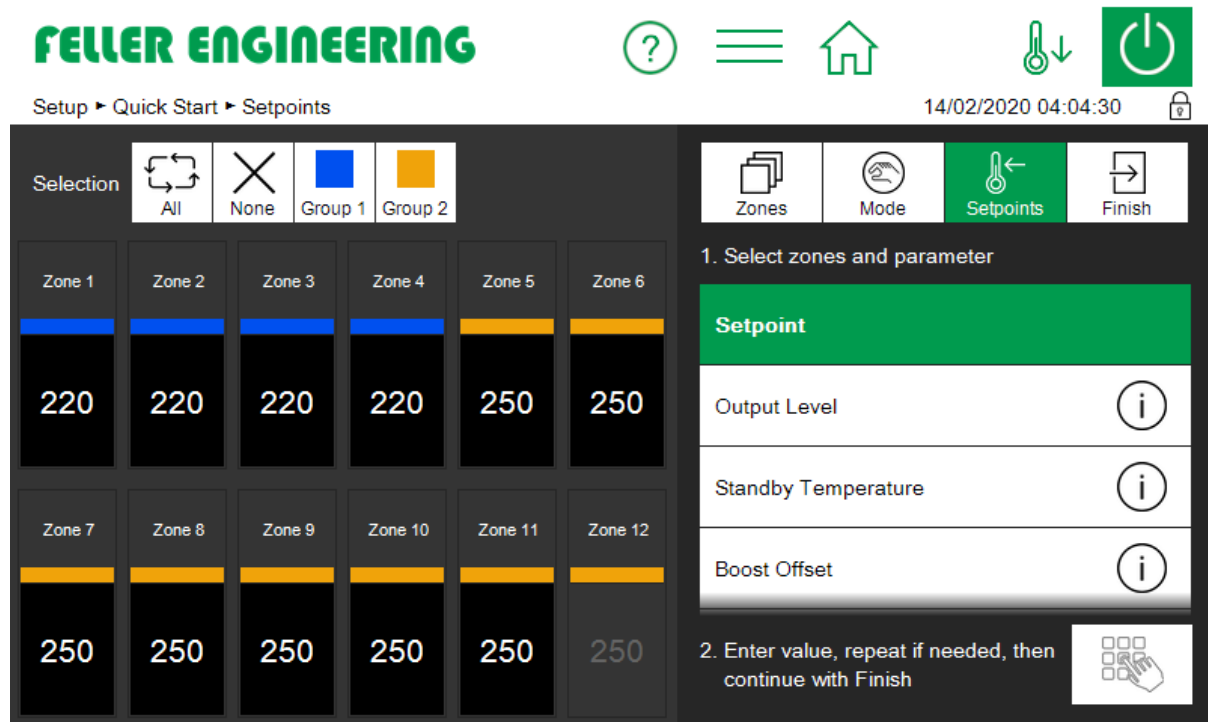 FELLER ENGINEERING
?
Setup ► Quick Start ► Setpoints
14/02/2020 04:04:30
Selection
All
None
Group 1
Group 2
Zones
Mode
Setpoints
Finish
Zone 1
Zone 2
Zone 3
Zone 4
Zone 5
Zone 6
220
220
220
220
250
250
Zone 7
Zone 8
Zone 9
Zone 10
Zone 11
Zone 12
250
250
250
250
250
250
1. Select zones and parameter
Setpoint
Output Level
i
Standby Temperature
i
Boost Offset
i
2. Enter value, repeat if needed, then
continue with Finish